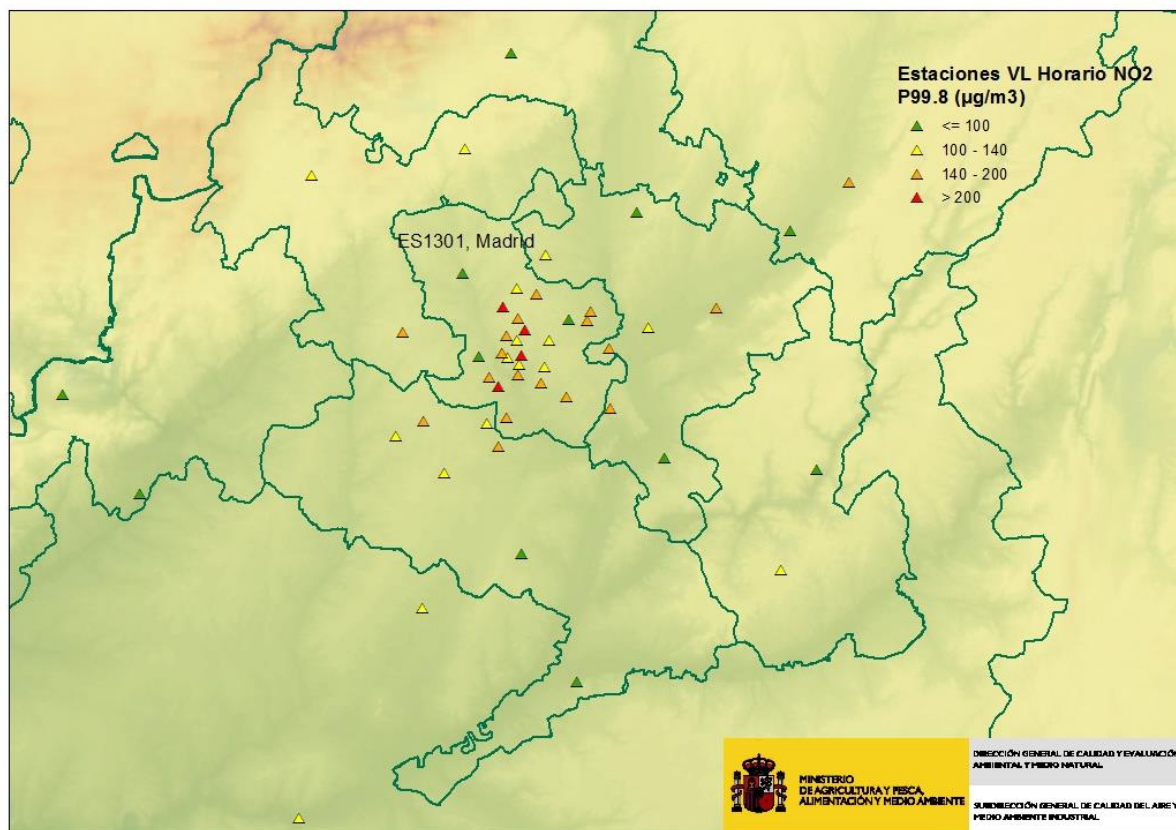 Estaciones VL Horario NO2
P99.8 (µg/m3)
<= 100
100 - 140
140 - 200
> 200
ES1301, Madrid
MINISTERIO
DE AGRICULTURA Y PESCA,
ALIMENTACIÓN Y MEDIO AMBIENTE
DIRECCIÓN GENERAL DE CALIDAD Y EVALUACIÓN
AMBIENTAL Y MEDIO NATURAL
SUBDIRECCIÓN GENERAL DE CALIDAD DEL AIRE Y
MEDIO AMBIENTE INDUSTRIAL